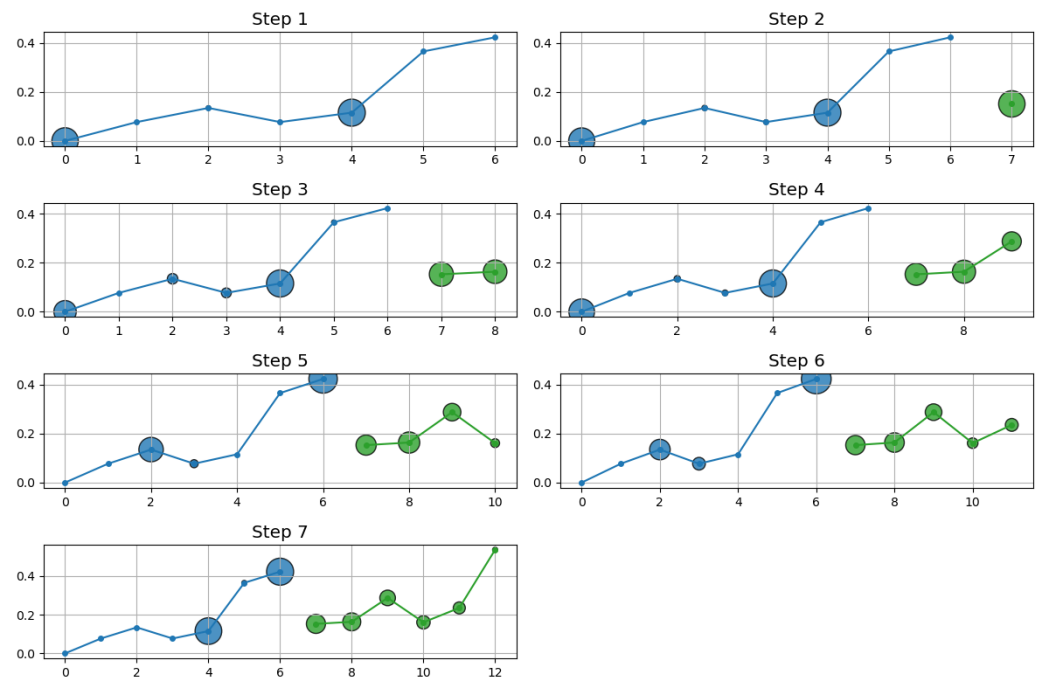 Step 1 Step 2
0.4 0.4
0.2 0.2
0.0 0.0
0 1 2 3 4 5 6 0 1 2 3 4 5 6 7
Step 3 Step 4
0.4 0.4
0.2 0.2
0.0 0.0
0 1 2 3 4 5 6 7 8 0 2 4 6 8
Step 5 Step 6
0.4 0.4
0.2 0.2
0.0 0.0
0 2 4 6 8 10 0 2 4 6 8 10
Step 7
0.4
0.2
0.0
0 2 4 6 8 10 12